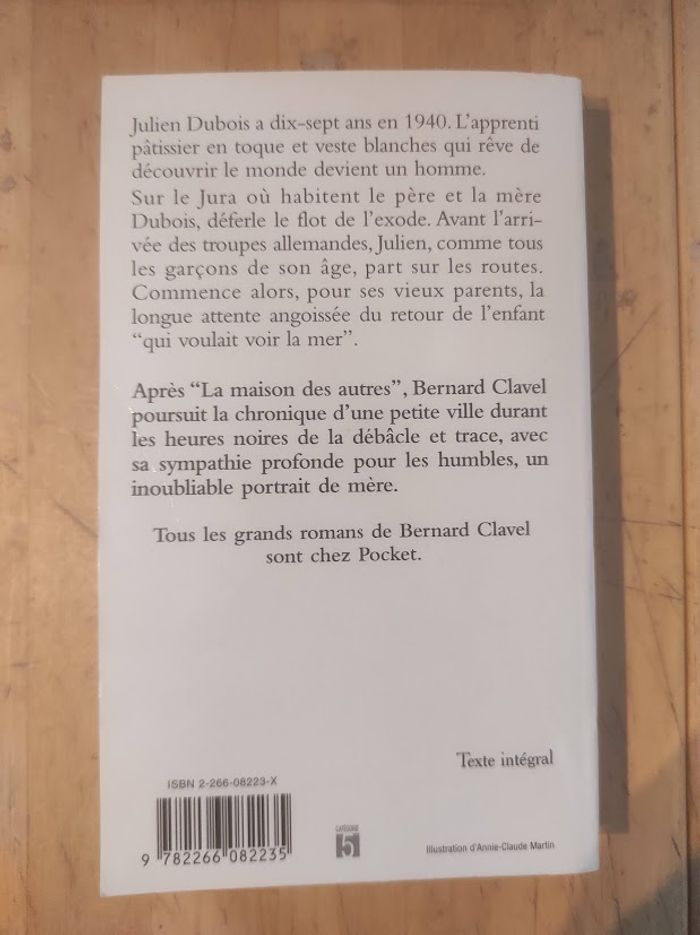 Julien Dubois a dix-sept ans en 1940. L'apprenti
pâtissier en toque et veste blanches qui rêve de
découvrir le monde devient un homme.
Sur le Jura où habitent le père et la mère
Dubois, déferle le flot de l'exode. Avant l'arri-
vée des troupes allemandes, Julien, comme tous
les garçons de son âge, part sur les routes.
Commence alors, pour ses vieux parents, la
longue attente angoissée du retour de l'enfant
“qui voulait voir la mer”.
Après “La maison des autres”, Bernard Clavel
poursuit la chronique d'une petite ville durant
les heures noires de la débâcle et trace, avec
sa sympathie profonde pour les humbles, un
inoubliable portrait de mère.
Tous les grands romans de Bernard Clavel
sont chez Pocket.
Texte intégral
ISBN 2-266-08223-X
9 782266 082235
CATÉGORIE
5
Illustration d'Annie-Claude Martin